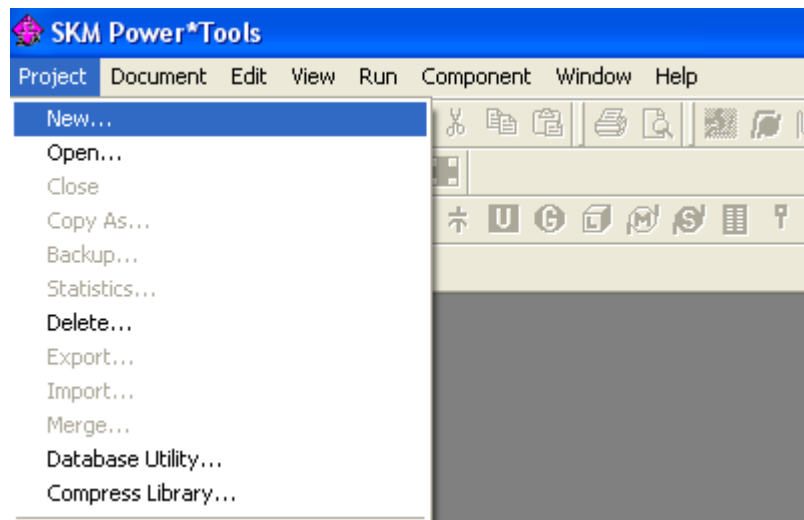 SKM Power*Tools
Project Document Edit View Run Component Window Help
New...
Open...
Close
Copy As...
Backup...
Statistics...
Delete...
Export...
Import...
Merge...
Database Utility...
Compress Library...
U G L M S